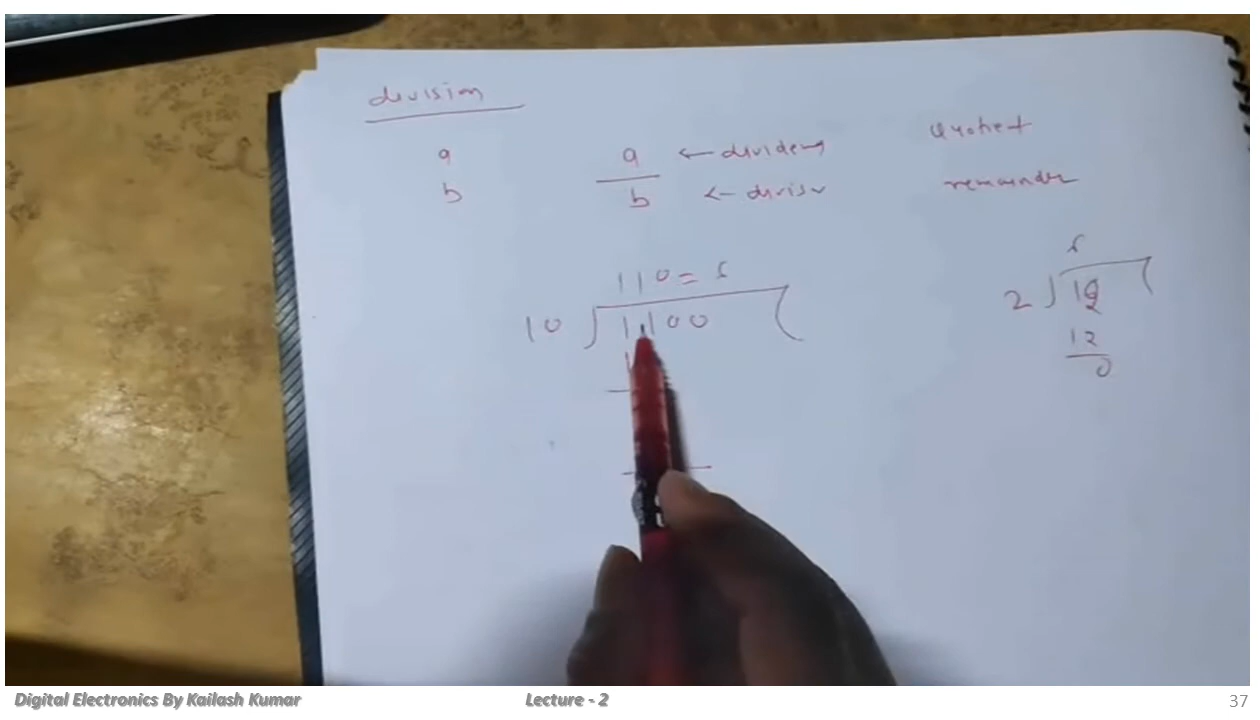 division
a a ← dividend Quotient
b b ← divisor remainder
110 = 6 6
10 ) 1100 2 ) 12
12
0
Digital Electronics By Kailash Kumar Lecture - 2 37